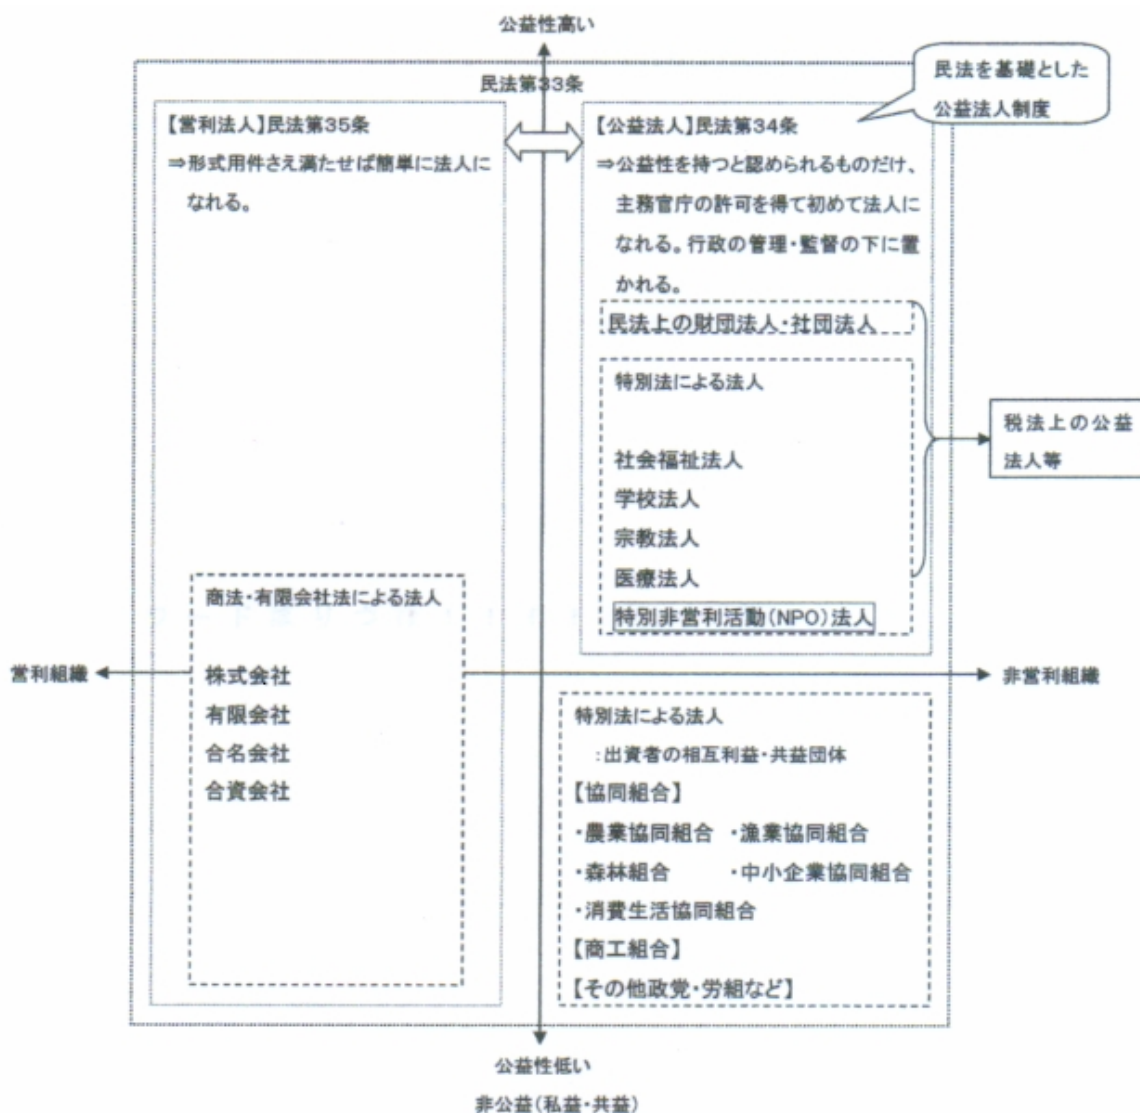 公益性高い
民法第33条
民法を基礎とした
公益法人制度
【営利法人】民法第35条
⇒形式用件さえ満たせば簡単に法人に
なれる。
【公益法人】民法第34条
⇒公益性を持つと認められるものだけ、
主務官庁の許可を得て初めて法人に
なれる。行政の管理・監督の下に置
かれる。
民法上の財団法人・社団法人
特別法による法人
社会福祉法人
学校法人
宗教法人
医療法人
特別非営利活動(NPO)法人
税法上の公益
法人等
商法・有限会社法による法人
株式会社
有限会社
合名会社
合資会社
営利組織
非営利組織
特別法による法人
:出資者の相互利益・共益団体
【協同組合】
・農業協同組合 ・漁業協同組合
・森林組合 ・中小企業協同組合
・消費生活協同組合
【商工組合】
【その他政党・労組など】
公益性低い
非公益(私益・共益)